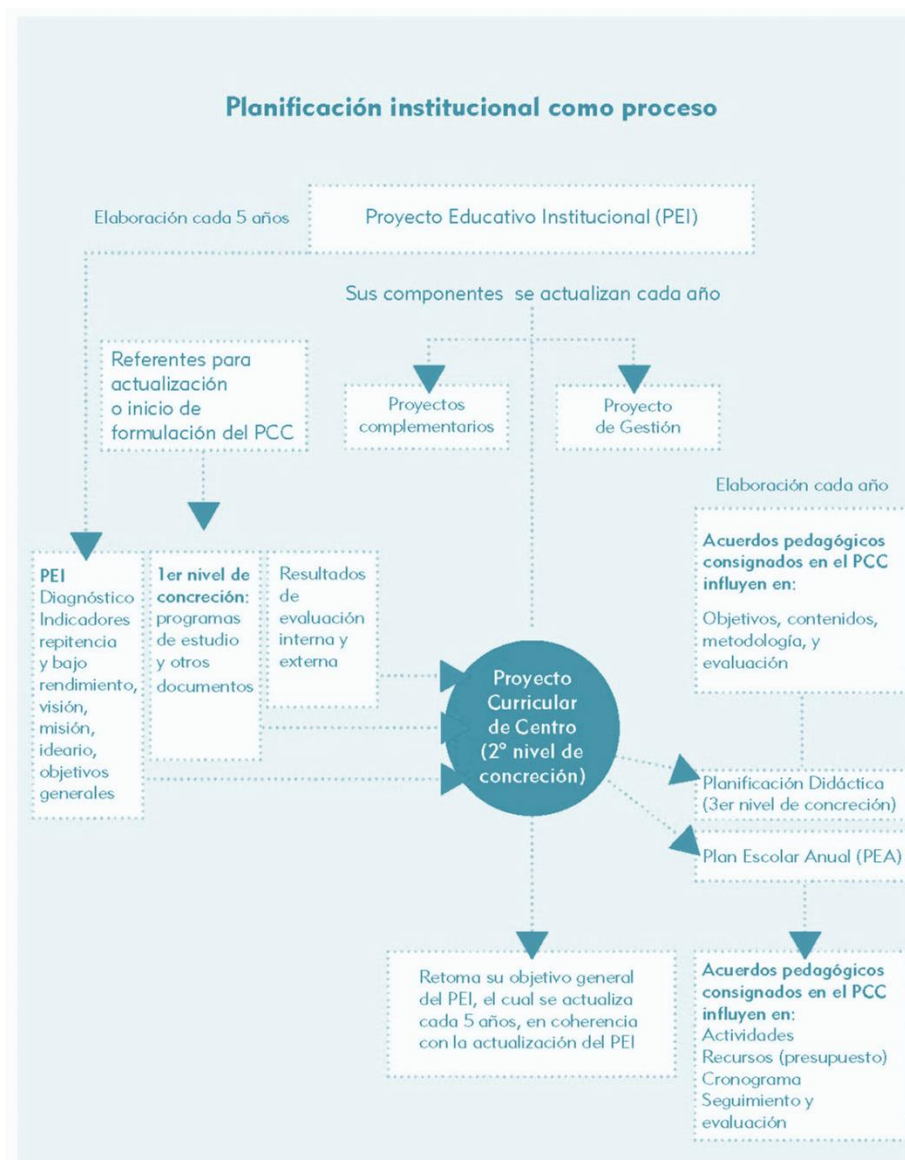 Planificación institucional como proceso
Elaboración cada 5 años
Proyecto Educativo Institucional (PEI)
Sus componentes se actualizan cada año
Referentes para
actualización
o inicio de
formulación del PCC
Proyectos
complementarios
Proyecto
de Gestión
Elaboración cada año
Acuerdos pedagógicos
consignados en el PCC
influyen en:
Objetivos, contenidos,
metodología, y
evaluación
PEI
Diagnóstico
Indicadores
repitencia
y bajo
rendimiento,
visión,
misión,
ideario,
objetivos
generales
1er nivel de
concreción:
programas
de estudio
y otros
documentos
Resultados
de
evaluación
interna y
externa
Proyecto
Curricular
de Centro
(2º nivel de
concreción)
Planificación Didáctica
(3er nivel de concreción)
Plan Escolar Anual (PEA)
Retoma su objetivo general
del PEI, el cual se actualiza
cada 5 años, en coherencia
con la actualización del PEI
Acuerdos pedagógicos
consignados en el PCC
influyen en:
Actividades
Recursos (presupuesto)
Cronograma
Seguimiento y
evaluación